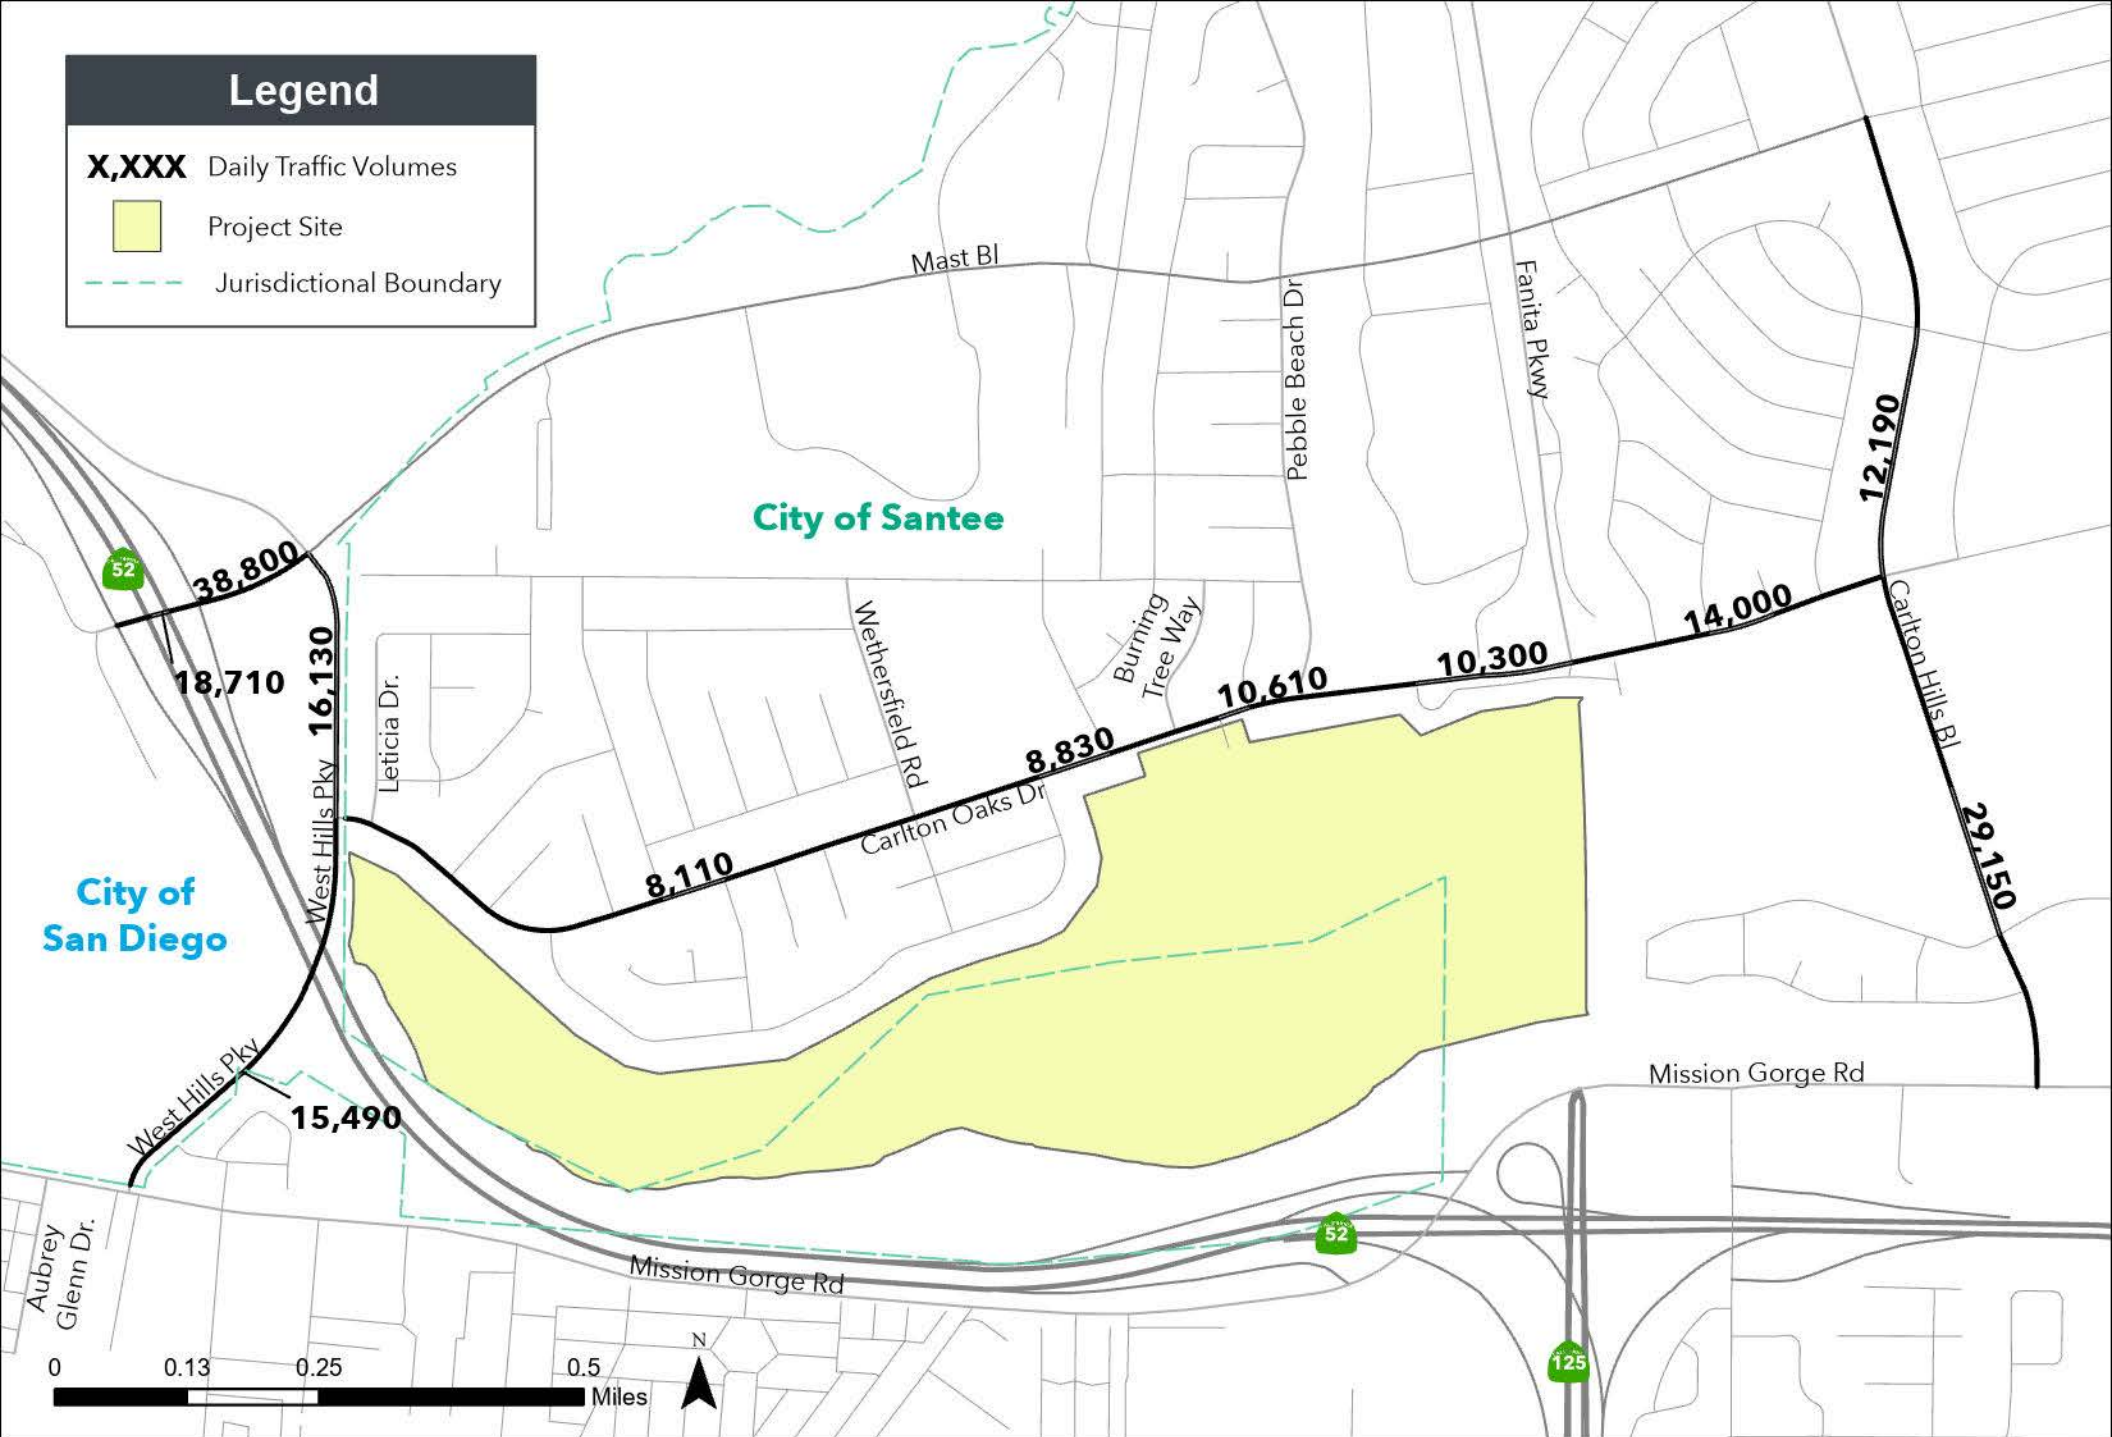 Legend
X,XXX Daily Traffic Volumes
Project Site
Jurisdictional Boundary
Mast Bl
Pebble Beach Dr
Fanita Pkwy
12,190
City of Santee
52
38,800
18,710
16,130
West Hills Pky
Leticia Dr.
Wethersfield Rd
Burning
Tree Way
14,000
10,300
10,610
8,830
Carlton Oaks Dr
8,110
Carlton Hills Bl
29,150
City of
San Diego
West Hills Pky
15,490
Mission Gorge Rd
52
Mission Gorge Rd
Aubrey
Glenn Dr.
125
0 0.13 0.25 0.5
Miles
N